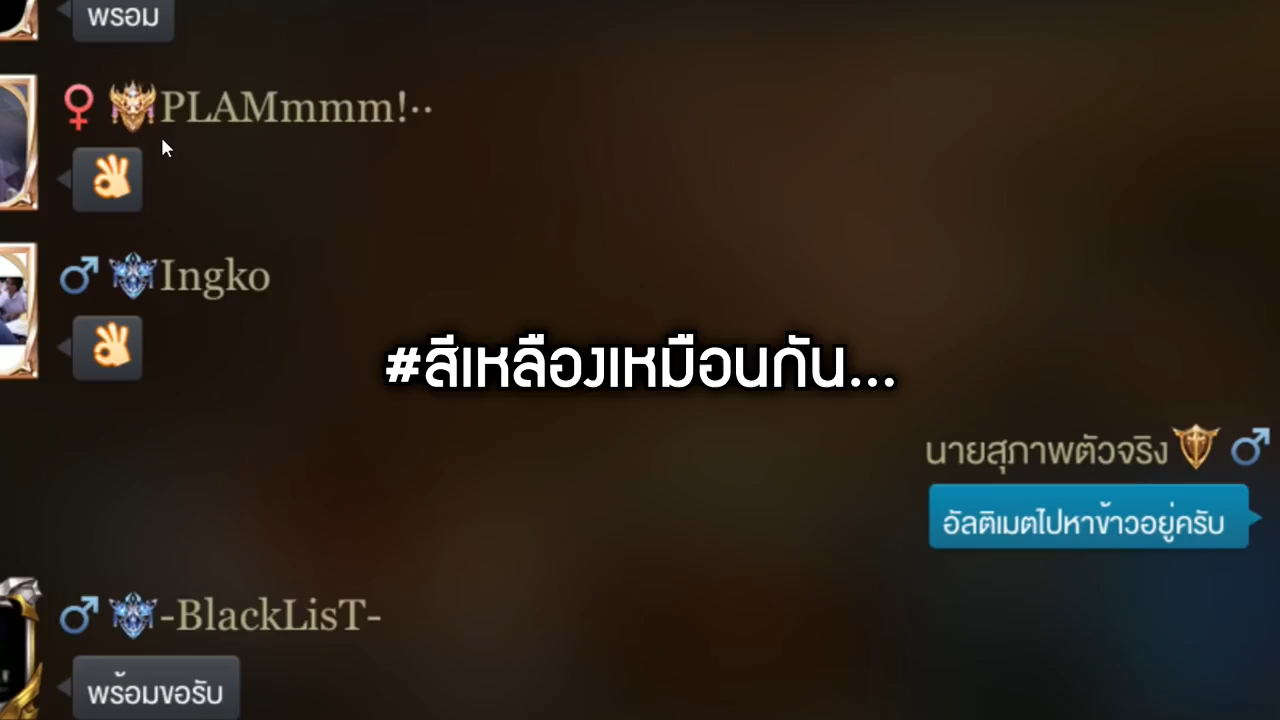 พร้อม
PLAMmmm!··
👌
Ingko
👌
#สีเหลืองเหมือนกัน...
นายสุภาพตัวจริง
อัลติเมตไปหาข้าวอยู่ครับ
-BlackLisT-
พร้อมขอรับ